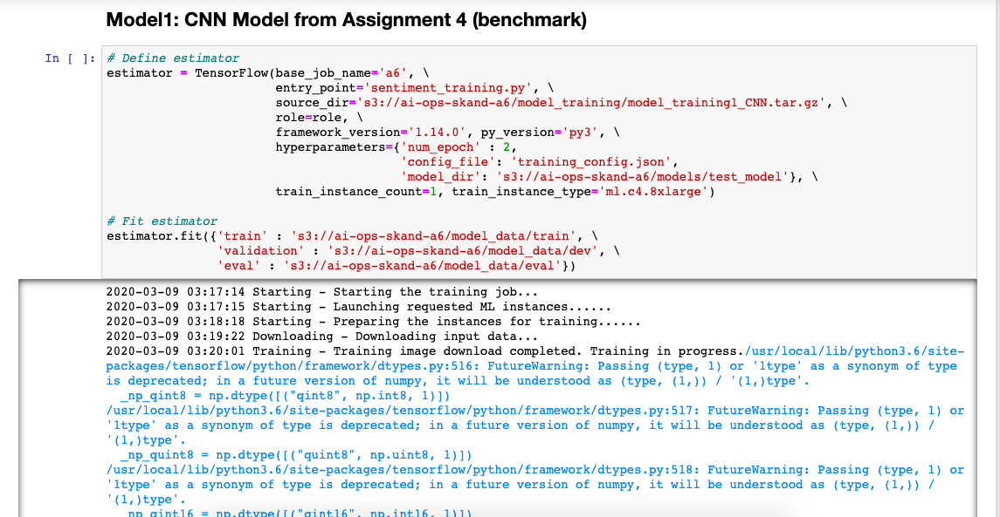 Model1: CNN Model from Assignment 4 (benchmark)
In [ ]: # Define estimator
estimator = TensorFlow(base_job_name='a6', \
entry_point='sentiment_training.py', \
source_dir='s3://ai-ops-skand-a6/model_training/model_training1_CNN.tar.gz', \
role=role, \
framework_version='1.14.0', py_version='py3', \
hyperparameters={'num_epoch' : 2,
'config_file': 'training_config.json',
'model_dir': 's3://ai-ops-skand-a6/models/test_model'}, \
train_instance_count=1, train_instance_type='ml.c4.8xlarge')
# Fit estimator
estimator.fit({'train' : 's3://ai-ops-skand-a6/model_data/train', \
'validation' : 's3://ai-ops-skand-a6/model_data/dev', \
'eval' : 's3://ai-ops-skand-a6/model_data/eval'})
2020-03-09 03:17:14 Starting - Starting the training job...
2020-03-09 03:17:15 Starting - Launching requested ML instances......
2020-03-09 03:18:18 Starting - Preparing the instances for training......
2020-03-09 03:19:22 Downloading - Downloading input data...
2020-03-09 03:20:01 Training - Training image download completed. Training in progress./usr/local/lib/python3.6/site-
packages/tensorflow/python/framework/dtypes.py:516: FutureWarning: Passing (type, 1) or '1type' as a synonym of type
is deprecated; in a future version of numpy, it will be understood as (type, (1,)) / '(1,)type'.
_np_qint8 = np.dtype([("qint8", np.int8, 1)])
/usr/local/lib/python3.6/site-packages/tensorflow/python/framework/dtypes.py:517: FutureWarning: Passing (type, 1) or
'1type' as a synonym of type is deprecated; in a future version of numpy, it will be understood as (type, (1,)) /
'(1,)type'.
_np_quint8 = np.dtype([("quint8", np.uint8, 1)])
/usr/local/lib/python3.6/site-packages/tensorflow/python/framework/dtypes.py:518: FutureWarning: Passing (type, 1) or
'1type' as a synonym of type is deprecated; in a future version of numpy, it will be understood as (type, (1,)) /
'(1,)type'.
_np_qint16 = np.dtype([("qint16", np.int16, 1)])